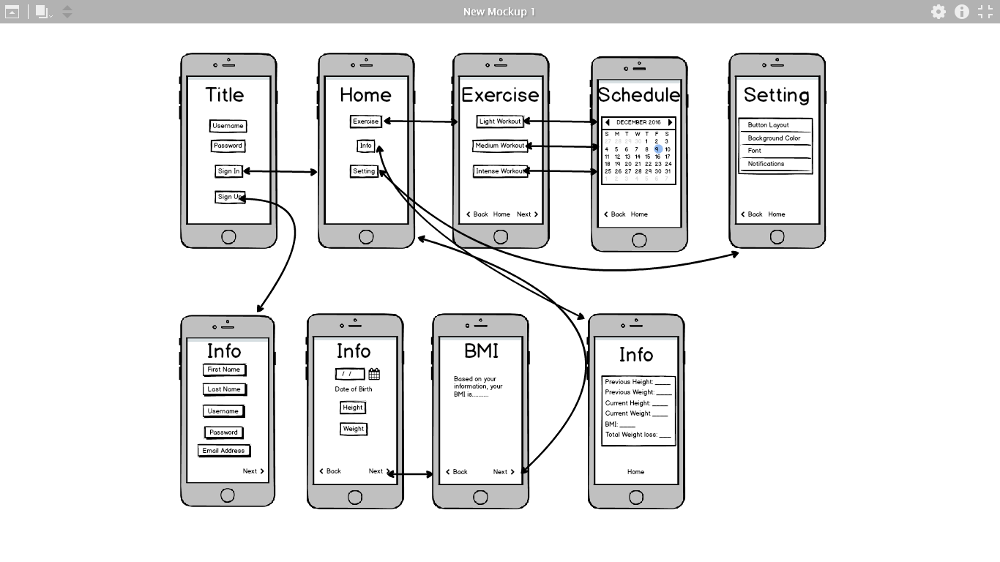 New Mockup 1
Title
Username
Password
Sign In
Sign Up
Home
Exercise
Info
Setting
Exercise
Light Workout
Medium Workout
Intense Workout
Back Home Next
Schedule
DECEMBER 2016
S M T W T F S
27 28 29 30 1 2 3
4 5 6 7 8 9 10
11 12 13 14 15 16 17
18 19 20 21 22 23 24
25 26 27 28 29 30 31
1 2 3 4 5 6 7
Back Home
Setting
Button Layout
Background Color
Font
Notifications
Back Home
Info
First Name
Last Name
Username
Password
Email Address
Next
Info
/ /
Date of Birth
Height
Weight
Back Next
BMI
Based on your
information, your
BMI is..........
Back Next
Info
Previous Height: ____
Previous Weight: ____
Current Height: ____
Current Weight ____
BMI: ____
Total Weight loss: ___
Home